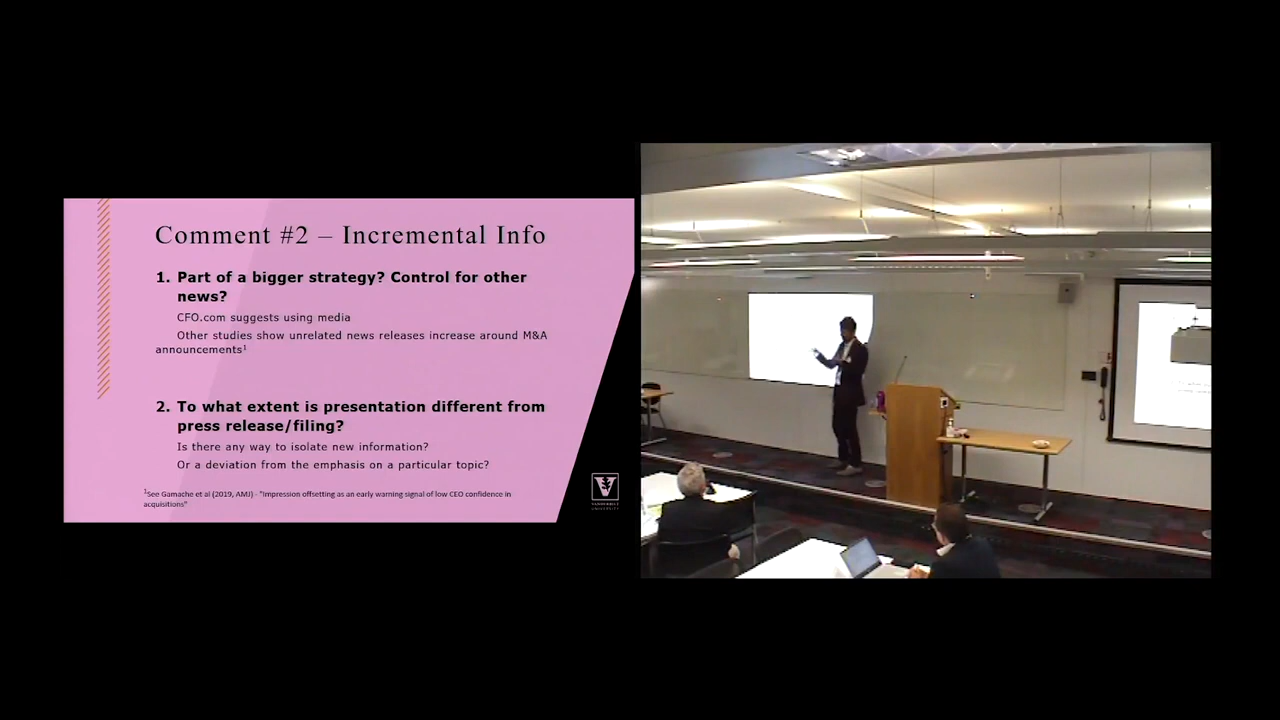 Comment #2 – Incremental Info
1. Part of a bigger strategy? Control for other
news?
CFO.com suggests using media
Other studies show unrelated news releases increase around M&A
announcements¹
2. To what extent is presentation different from
press release/filing?
Is there any way to isolate new information?
Or a deviation from the emphasis on a particular topic?
¹See Gamache et al (2019, AMJ) - "Impression offsetting as an early warning signal of low CEO confidence in
acquisitions"
VANDERBILT
UNIVERSITY